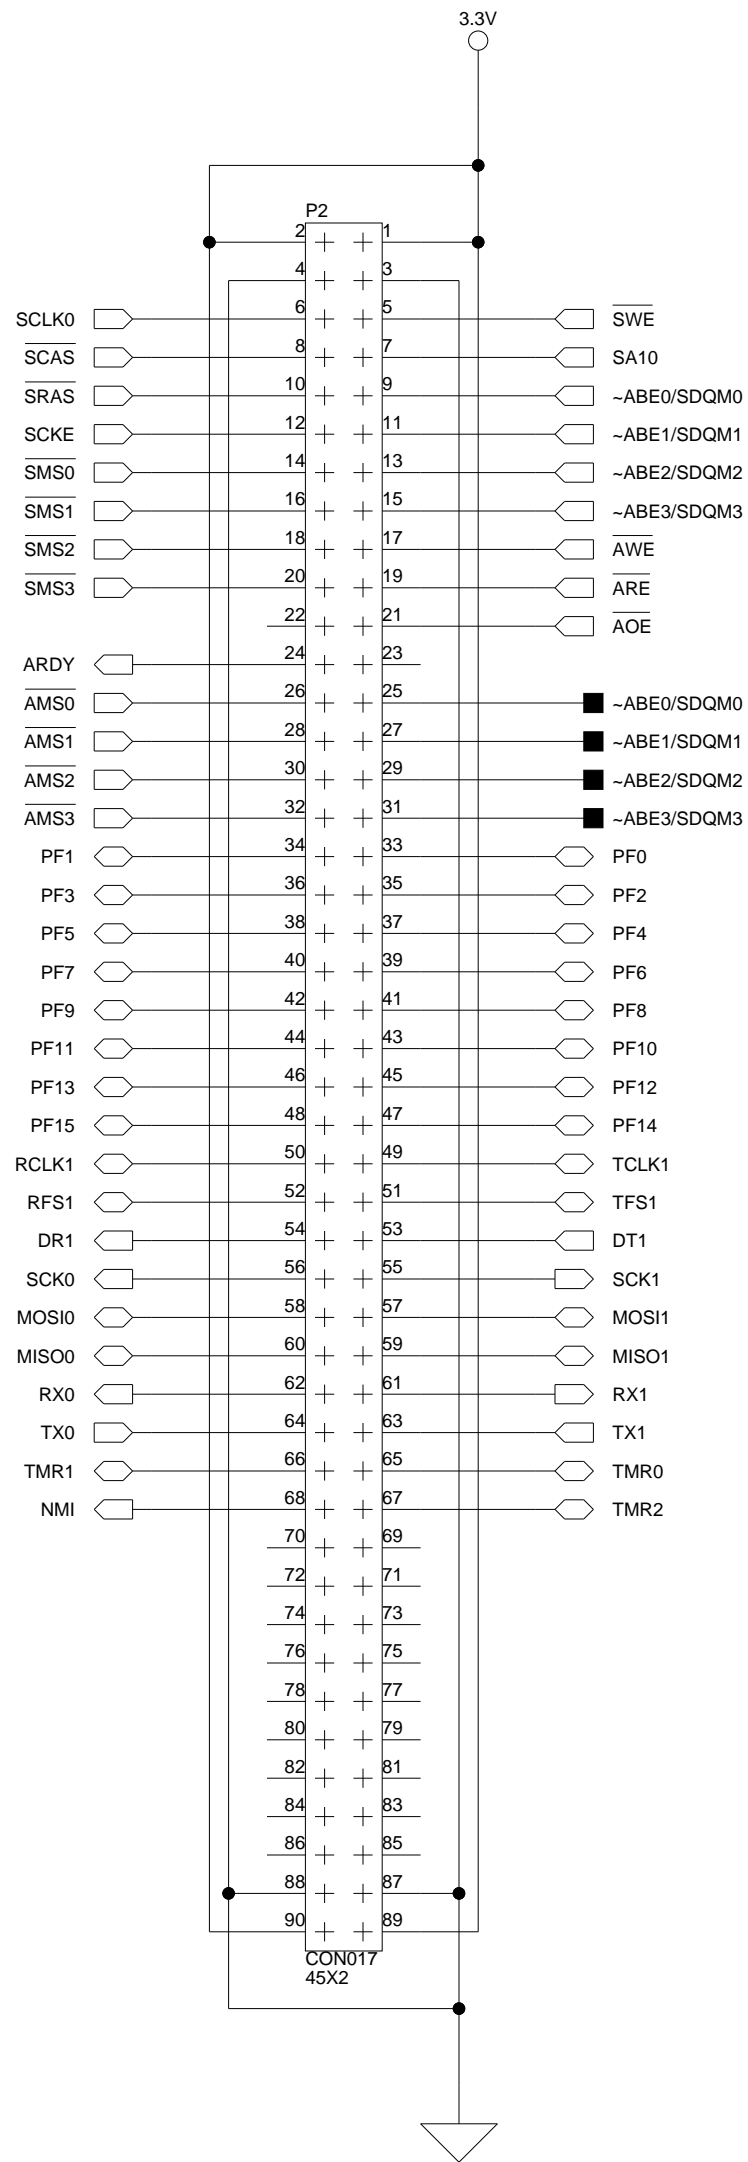 3.3V
P2
2 1
4 3
SCLK0 6 5 SWE
SCAS 8 7 SA10
SRAS 10 9 ~ABE0/SDQM0
SCKE 12 11 ~ABE1/SDQM1
SMS0 14 13 ~ABE2/SDQM2
SMS1 16 15 ~ABE3/SDQM3
SMS2 18 17 AWE
SMS3 20 19 ARE
22 21 AOE
ARDY 24 23
AMS0 26 25 ~ABE0/SDQM0
AMS1 28 27 ~ABE1/SDQM1
AMS2 30 29 ~ABE2/SDQM2
AMS3 32 31 ~ABE3/SDQM3
PF1 34 33 PF0
PF3 36 35 PF2
PF5 38 37 PF4
PF7 40 39 PF6
PF9 42 41 PF8
PF11 44 43 PF10
PF13 46 45 PF12
PF15 48 47 PF14
RCLK1 50 49 TCLK1
RFS1 52 51 TFS1
DR1 54 53 DT1
SCK0 56 55 SCK1
MOSI0 58 57 MOSI1
MISO0 60 59 MISO1
RX0 62 61 RX1
TX0 64 63 TX1
TMR1 66 65 TMR0
NMI 68 67 TMR2
70 69
72 71
74 73
76 75
78 77
80 79
82 81
84 83
86 85
88 87
90 89
CON017
45X2